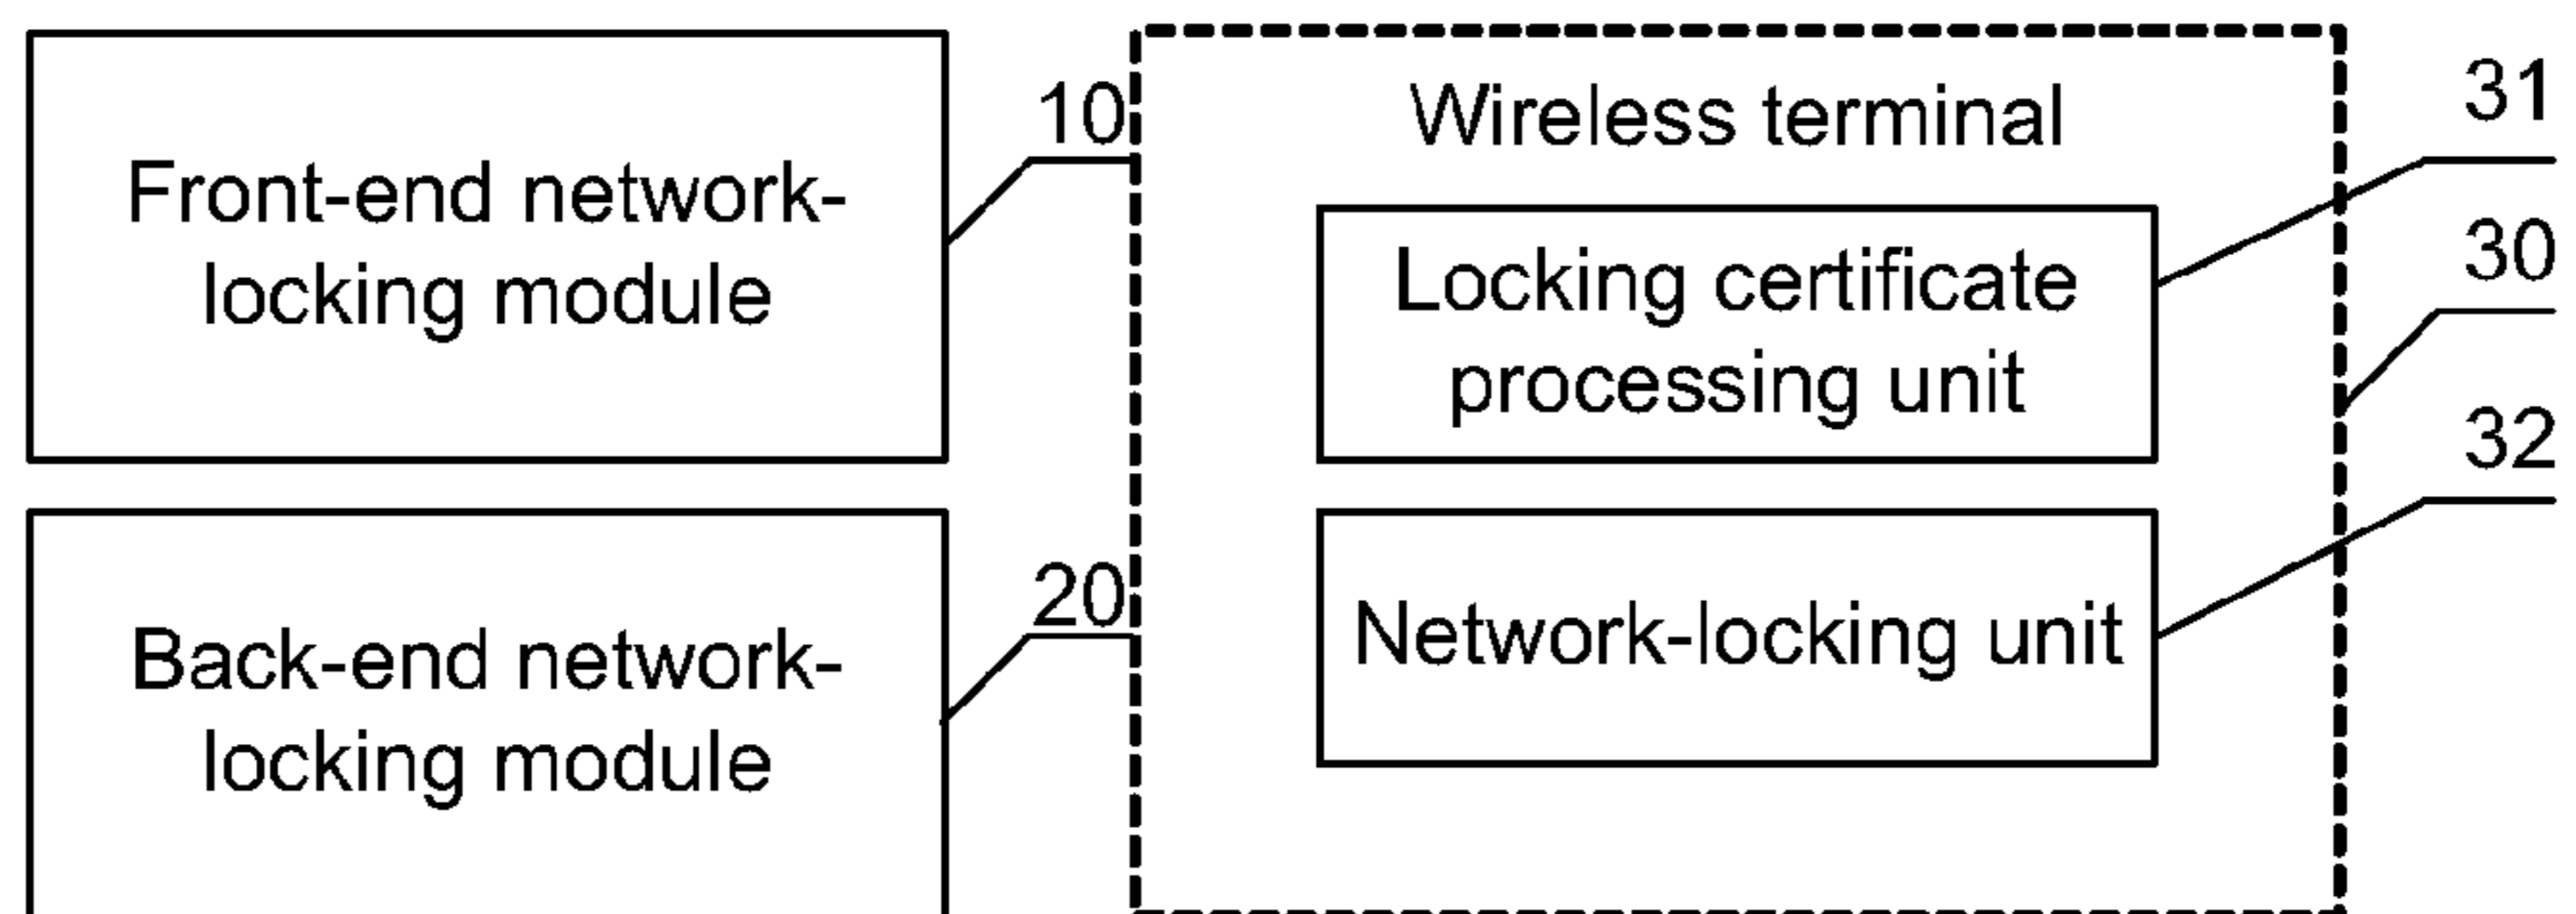 Front-end network-
locking module
10
Back-end network-
locking module
20
Wireless terminal
Locking certificate
processing unit
Network-locking unit
31
30
32